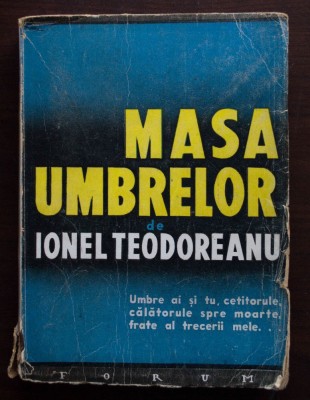 MASA
UMBRELOR
de
IONEL TEODOREANU
Umbre ai și tu, cetitorule,
călătorule spre moarte,
frate al trecerii mele. . .
FORUM